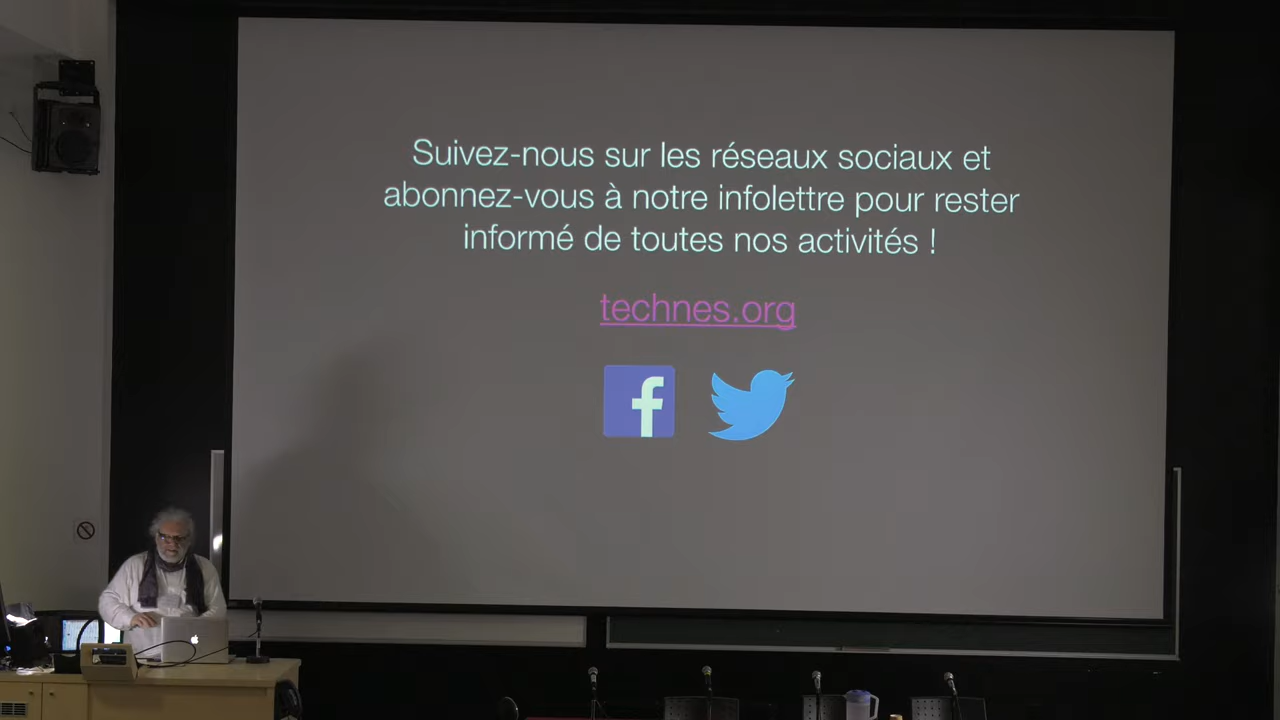 Suivez-nous sur les réseaux sociaux et
abonnez-vous à notre infolettre pour rester
informé de toutes nos activités !
technes.org